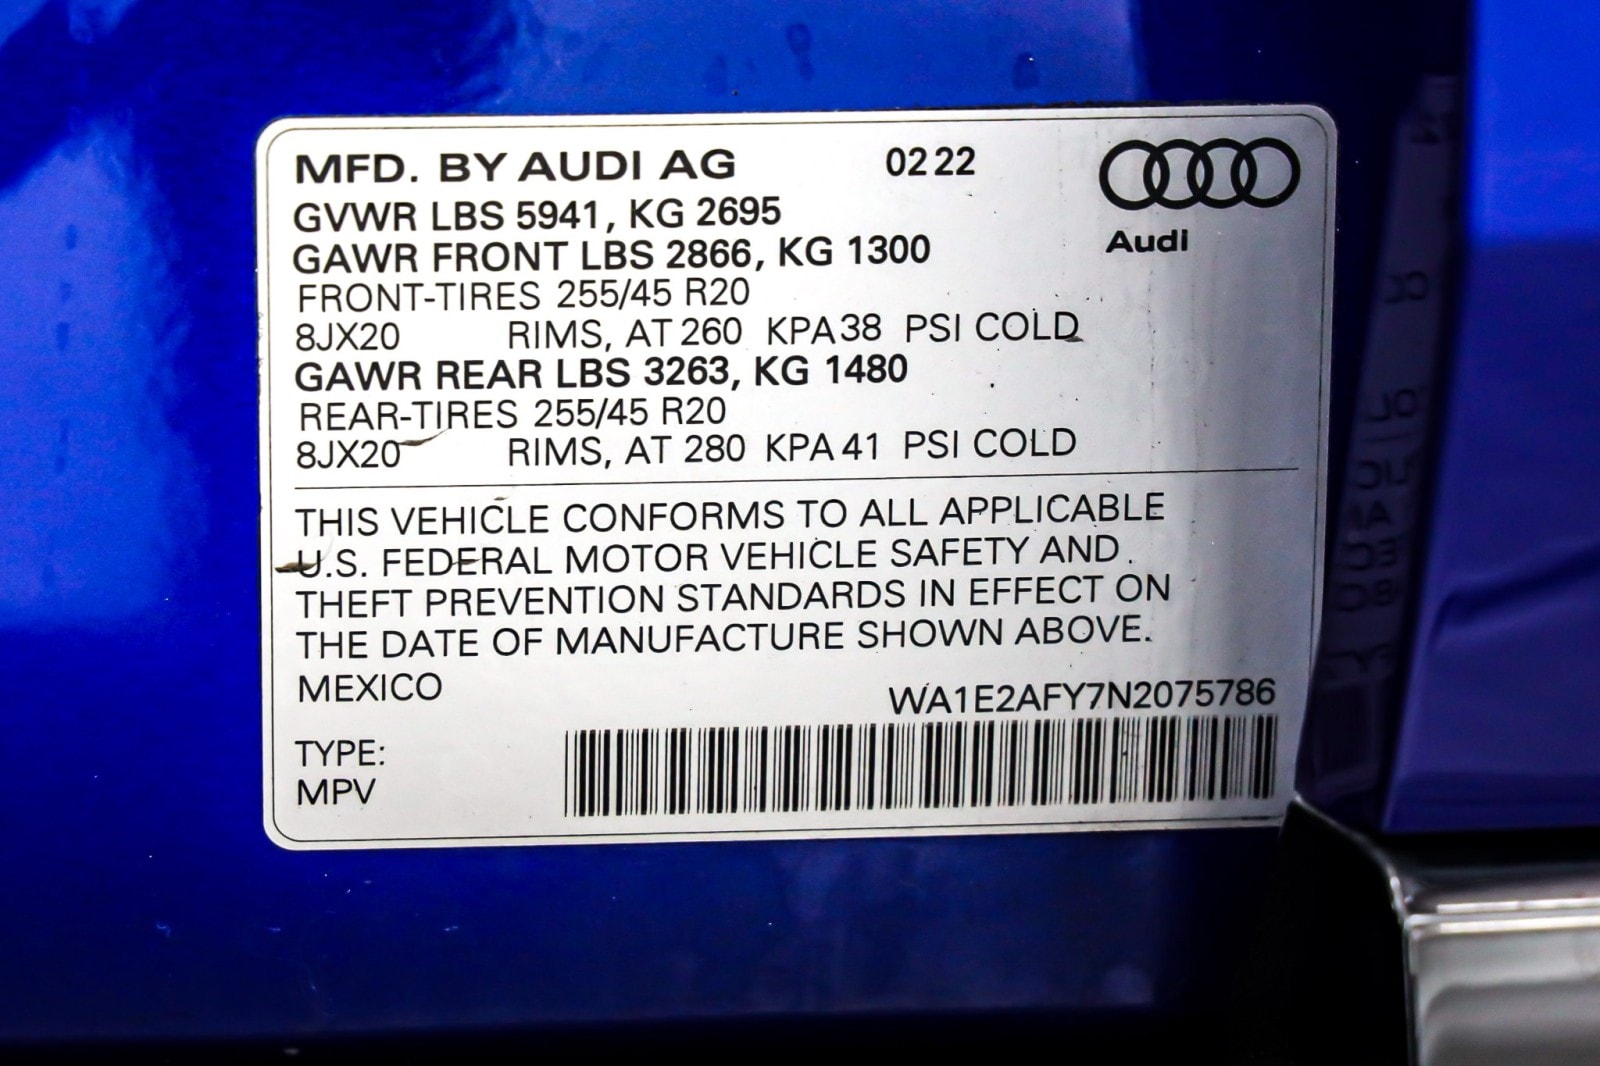 MFD. BY AUDI AG 02 22
GVWR LBS 5941, KG 2695
GAWR FRONT LBS 2866, KG 1300
Audi
FRONT-TIRES 255/45 R20
8JX20 RIMS, AT 260 KPA 38 PSI COLD
GAWR REAR LBS 3263, KG 1480
REAR-TIRES 255/45 R20
8JX20 RIMS, AT 280 KPA 41 PSI COLD
THIS VEHICLE CONFORMS TO ALL APPLICABLE
U.S. FEDERAL MOTOR VEHICLE SAFETY AND
THEFT PREVENTION STANDARDS IN EFFECT ON
THE DATE OF MANUFACTURE SHOWN ABOVE.
MEXICO
WA1E2AFY7N2075786
TYPE:
MPV